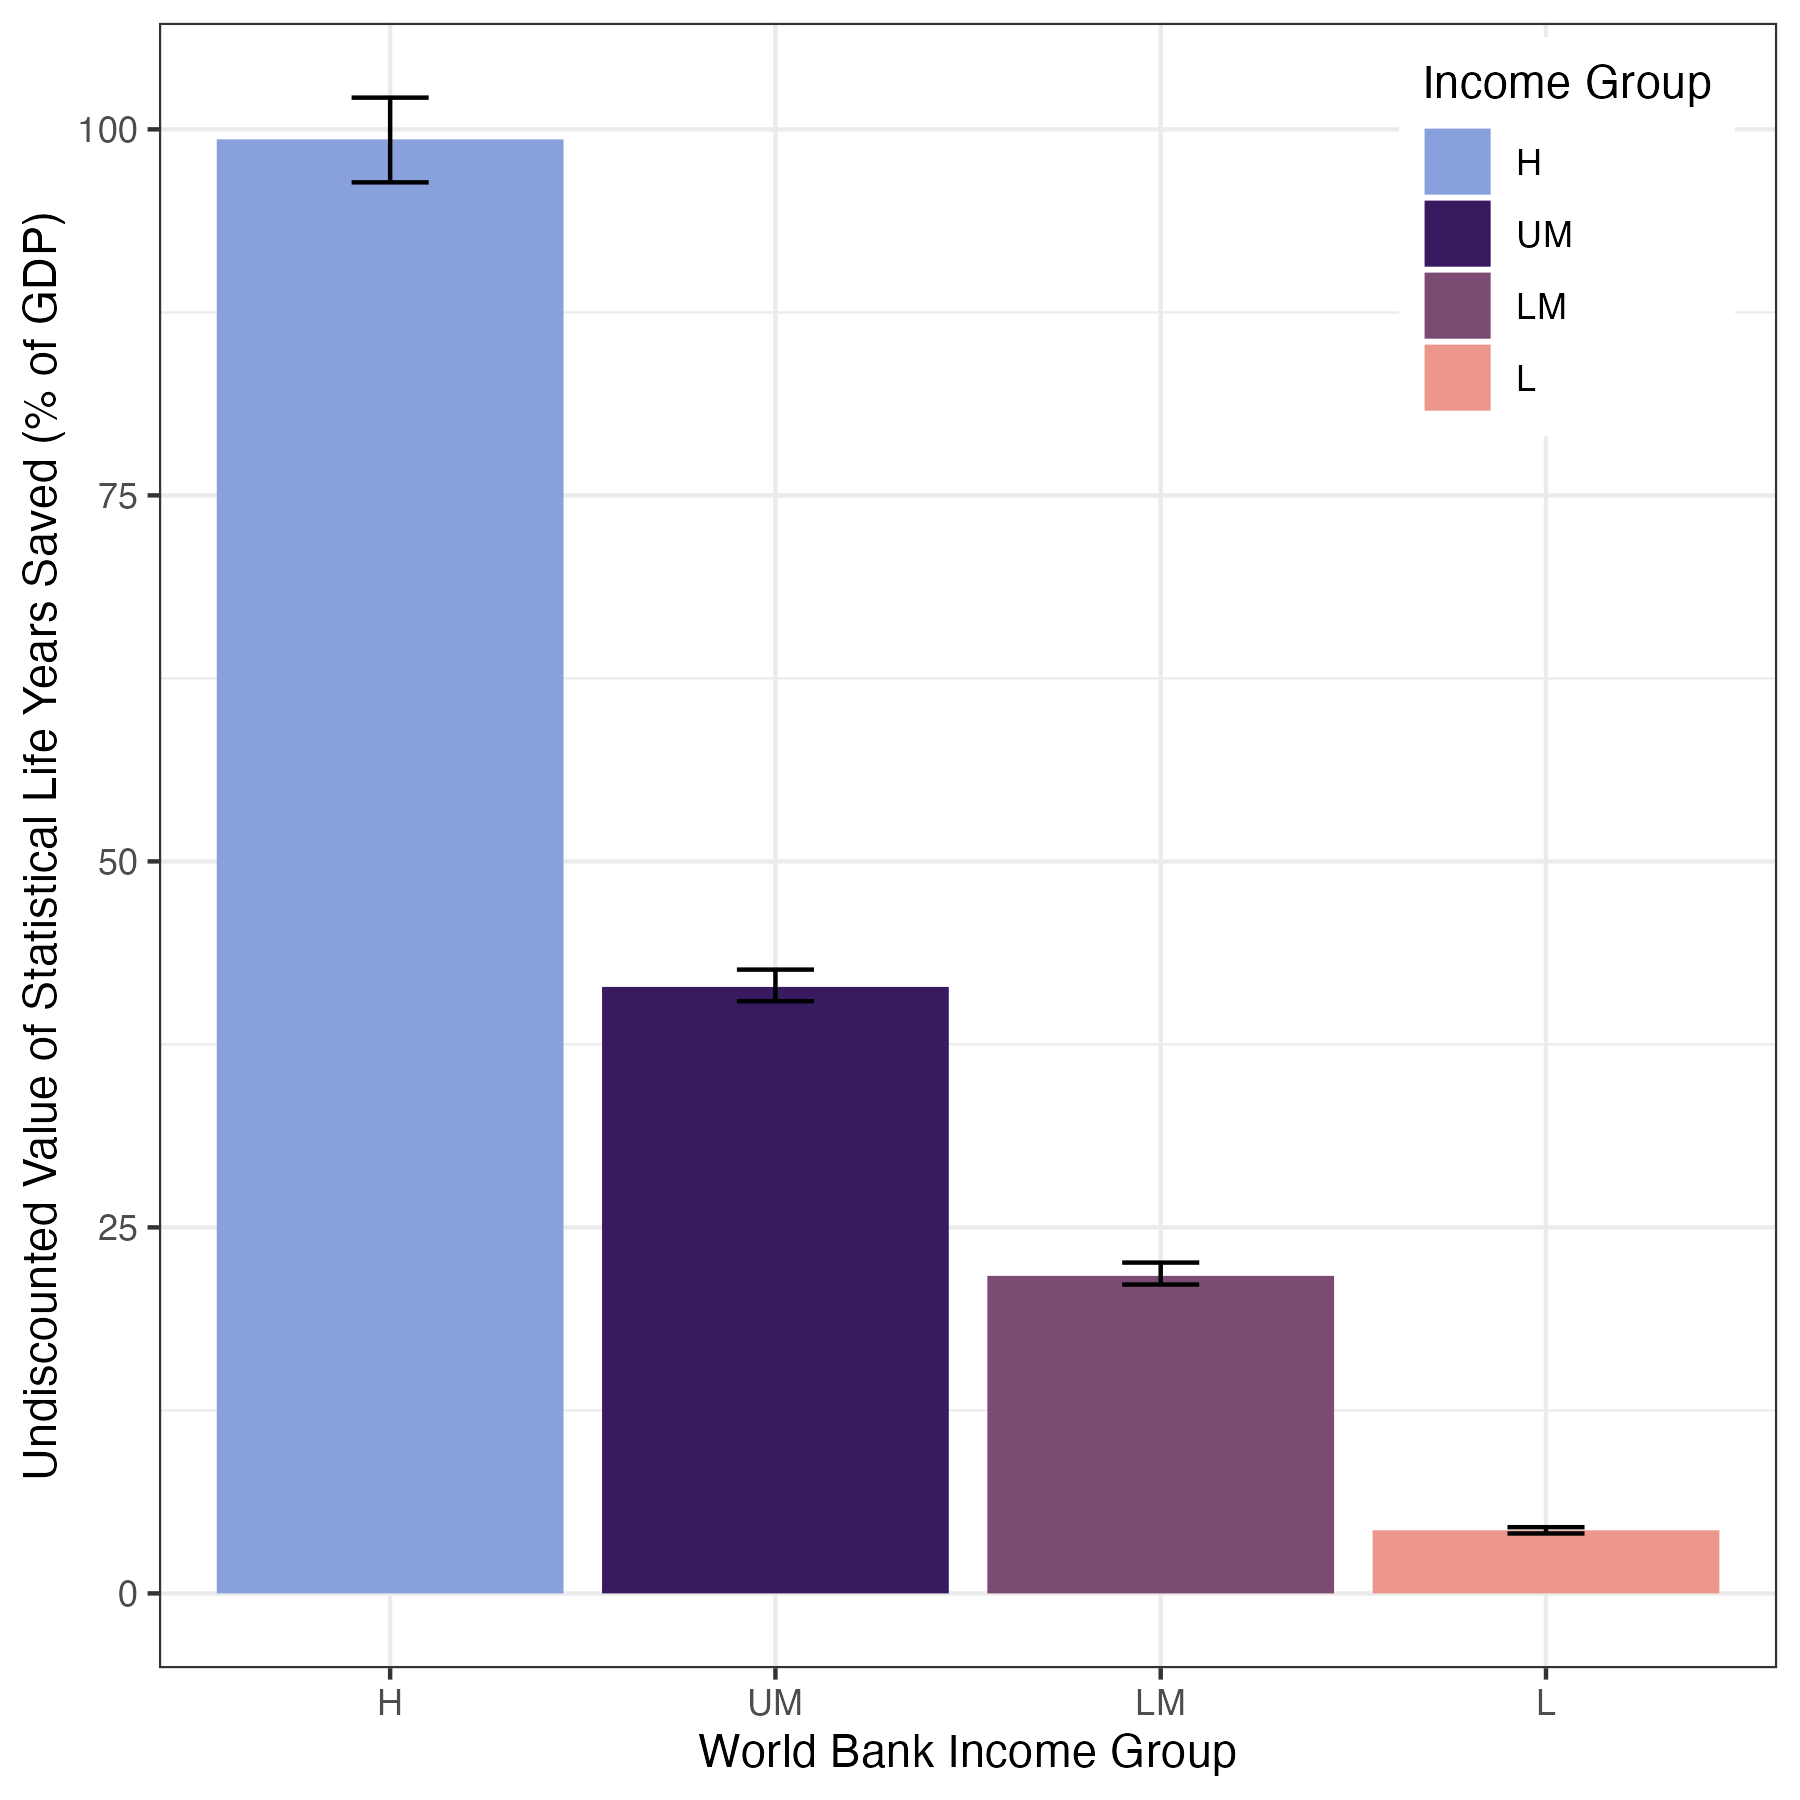 Undiscounted Value of Statistical Life Years Saved (% of GDP)
100
75
50
25
0
Income Group
H
UM
LM
L
H
UM
LM
L
World Bank Income Group